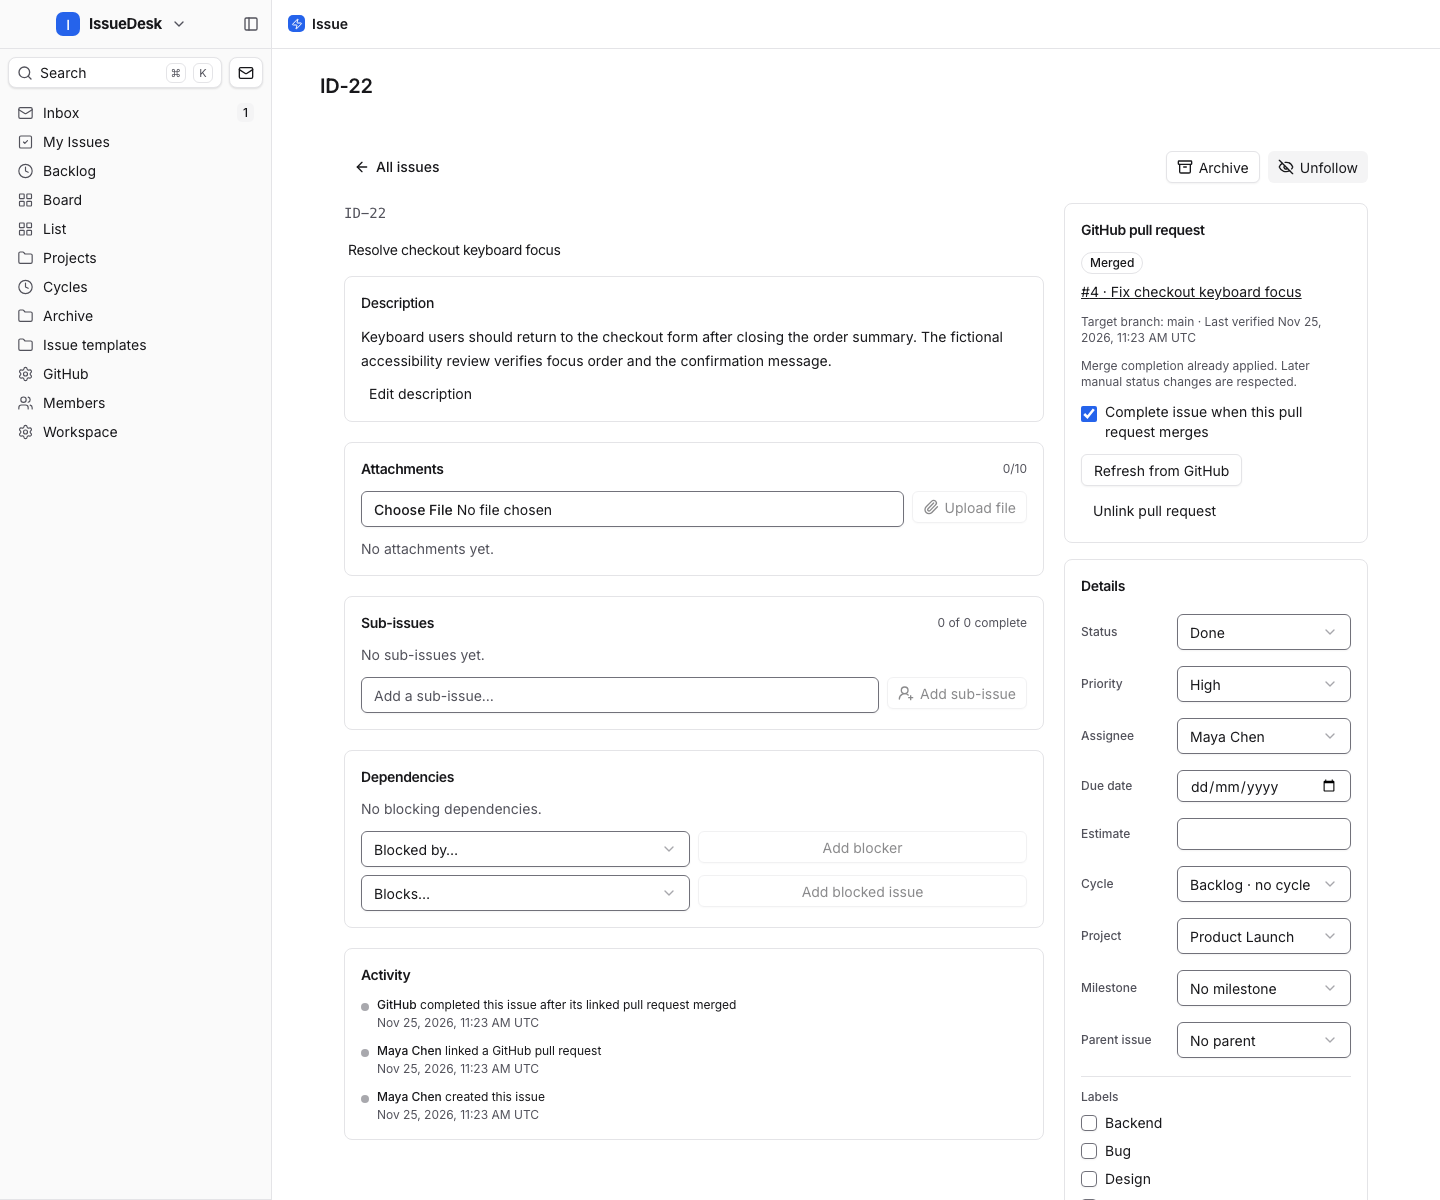 I IssueDesk
Search ⌘ K
Inbox 1
My Issues
Backlog
Board
List
Projects
Cycles
Archive
Issue templates
GitHub
Members
Workspace
Issue
ID-22
All issues
Archive
Unfollow
ID-22
Resolve checkout keyboard focus
Description
Keyboard users should return to the checkout form after closing the order summary. The fictional
accessibility review verifies focus order and the confirmation message.
Edit description
Attachments 0/10
Choose File No file chosen
Upload file
No attachments yet.
Sub-issues 0 of 0 complete
No sub-issues yet.
Add a sub-issue...
Add sub-issue
Dependencies
No blocking dependencies.
Blocked by...
Add blocker
Blocks...
Add blocked issue
Activity
GitHub completed this issue after its linked pull request merged
Nov 25, 2026, 11:23 AM UTC
Maya Chen linked a GitHub pull request
Nov 25, 2026, 11:23 AM UTC
Maya Chen created this issue
Nov 25, 2026, 11:23 AM UTC
GitHub pull request
Merged
#4 · Fix checkout keyboard focus
Target branch: main · Last verified Nov 25,
2026, 11:23 AM UTC
Merge completion already applied. Later
manual status changes are respected.
Complete issue when this pull
request merges
Refresh from GitHub
Unlink pull request
Details
Status Done
Priority High
Assignee Maya Chen
Due date dd/mm/yyyy
Estimate
Cycle Backlog · no cycle
Project Product Launch
Milestone No milestone
Parent issue No parent
Labels
Backend
Bug
Design